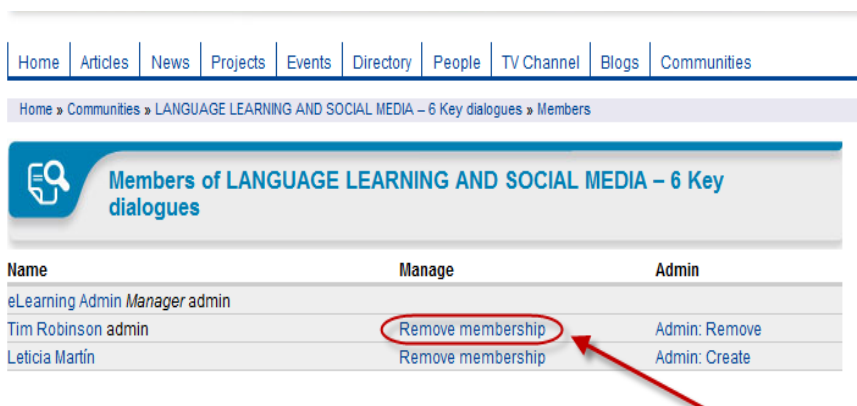 Home Articles News Projects Events Directory People TV Channel Blogs Communities
Home » Communities » LANGUAGE LEARNING AND SOCIAL MEDIA – 6 Key dialogues » Members
Members of LANGUAGE LEARNING AND SOCIAL MEDIA – 6 Key
dialogues
Name Manage Admin
eLearning Admin Manager admin
Tim Robinson admin Remove membership Admin: Remove
Leticia Martín Remove membership Admin: Create